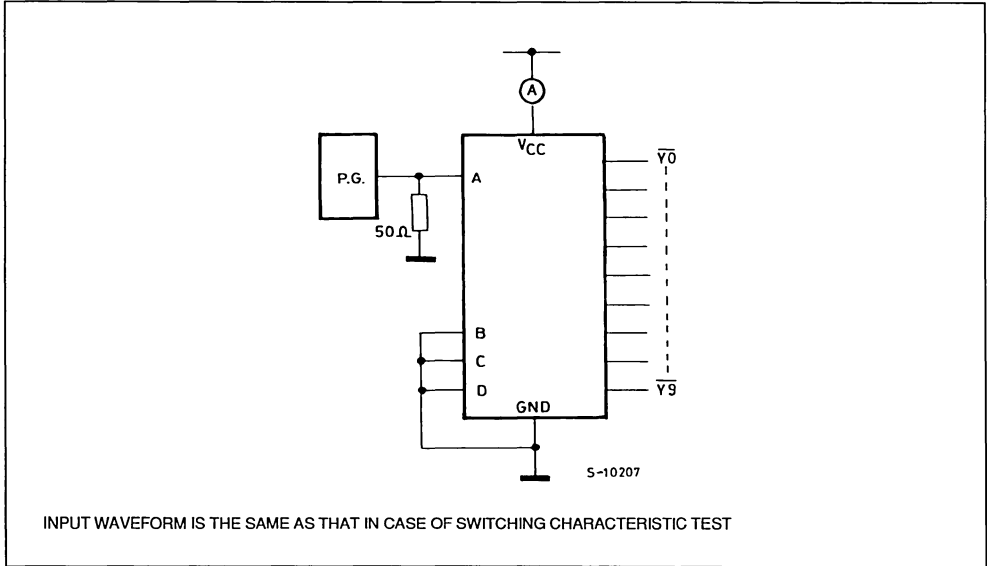 A
VCC
Y0
P.G.
A
50Ω
B
C
D
Y9
GND
S-10207
INPUT WAVEFORM IS THE SAME AS THAT IN CASE OF SWITCHING CHARACTERISTIC TEST